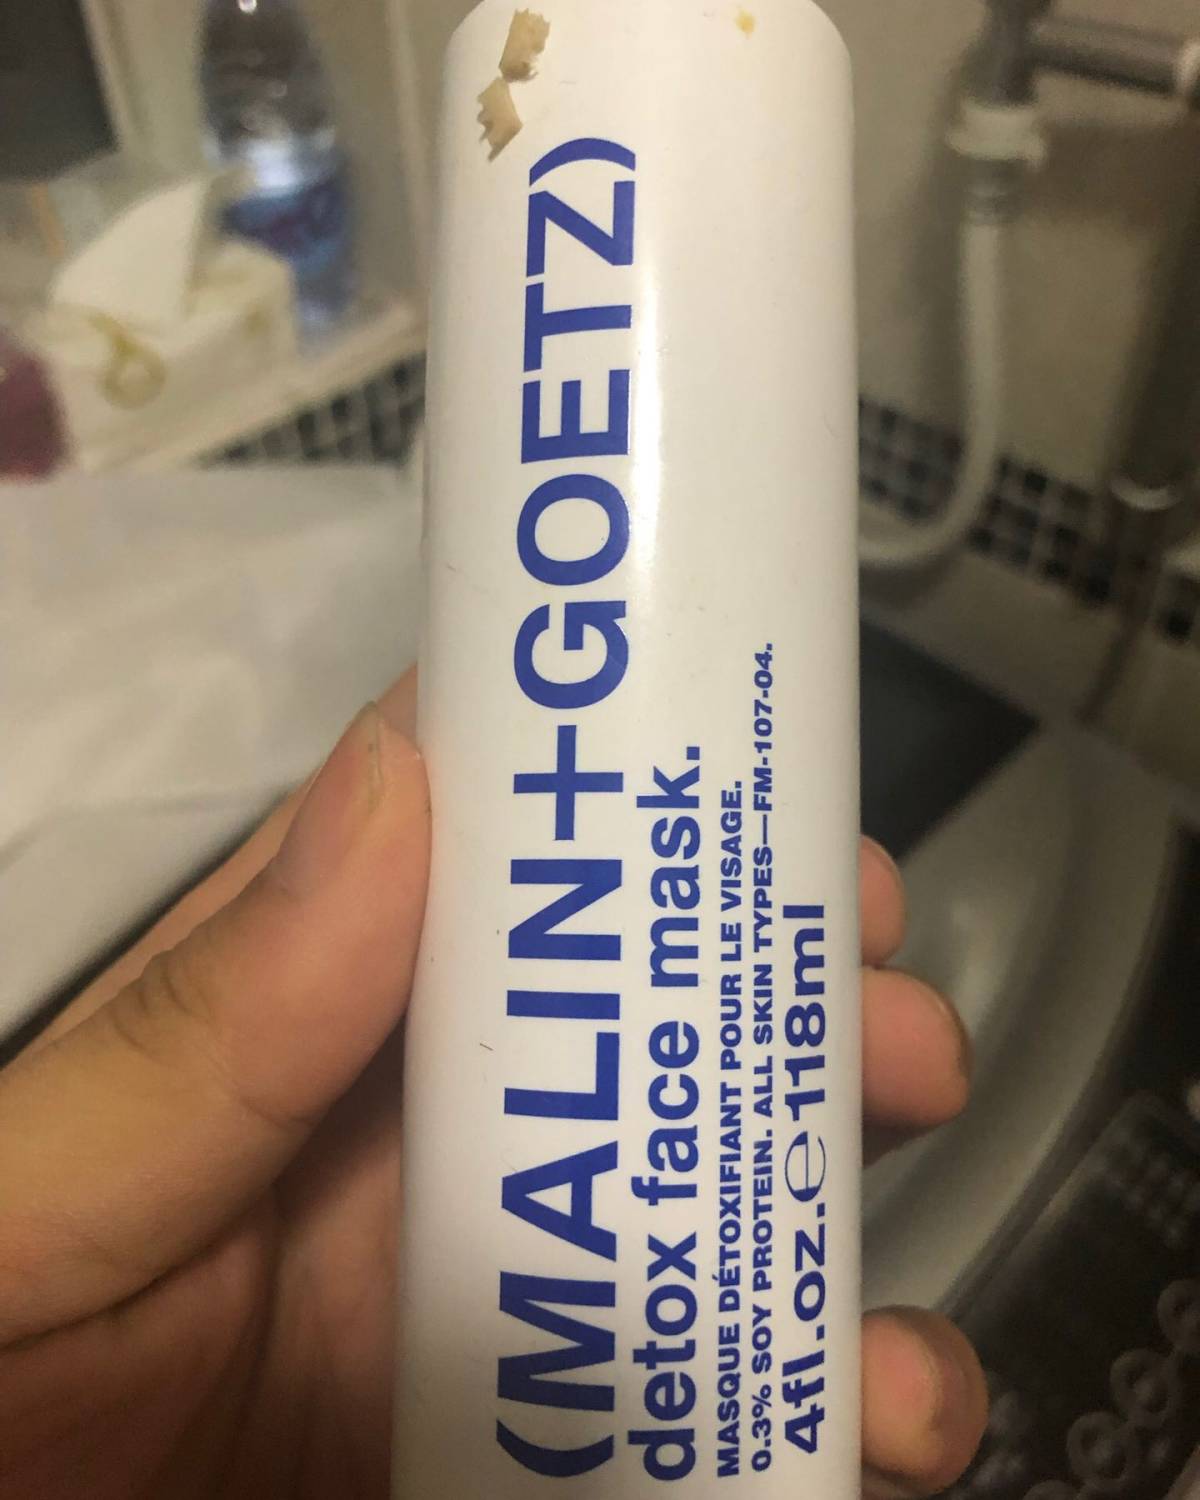 (MALIN+GOETZ)
detox face mask.
MASQUE DÉTOXIFIANT POUR LE VISAGE.
0.3% SOY PROTEIN. ALL SKIN TYPES—FM-107-04.
4fl.oz.℮118ml